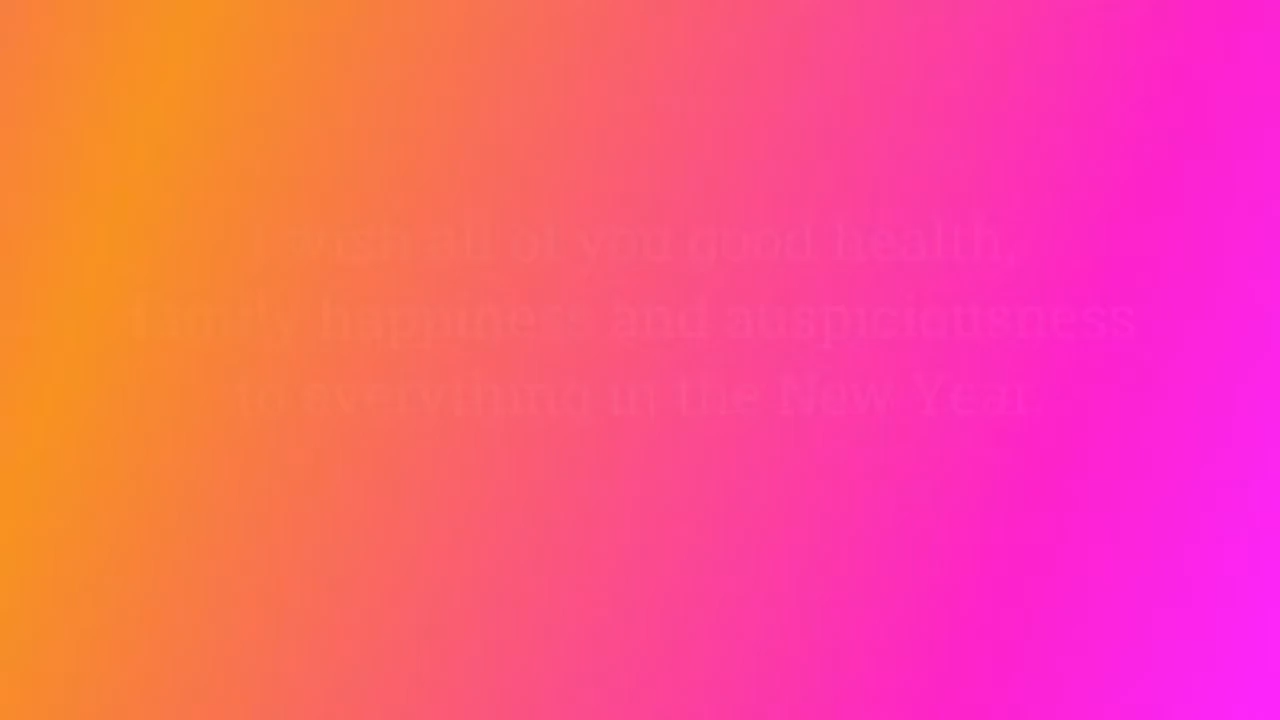 I wish all of you good health,
family happiness and auspiciousness
to everything in the New Year